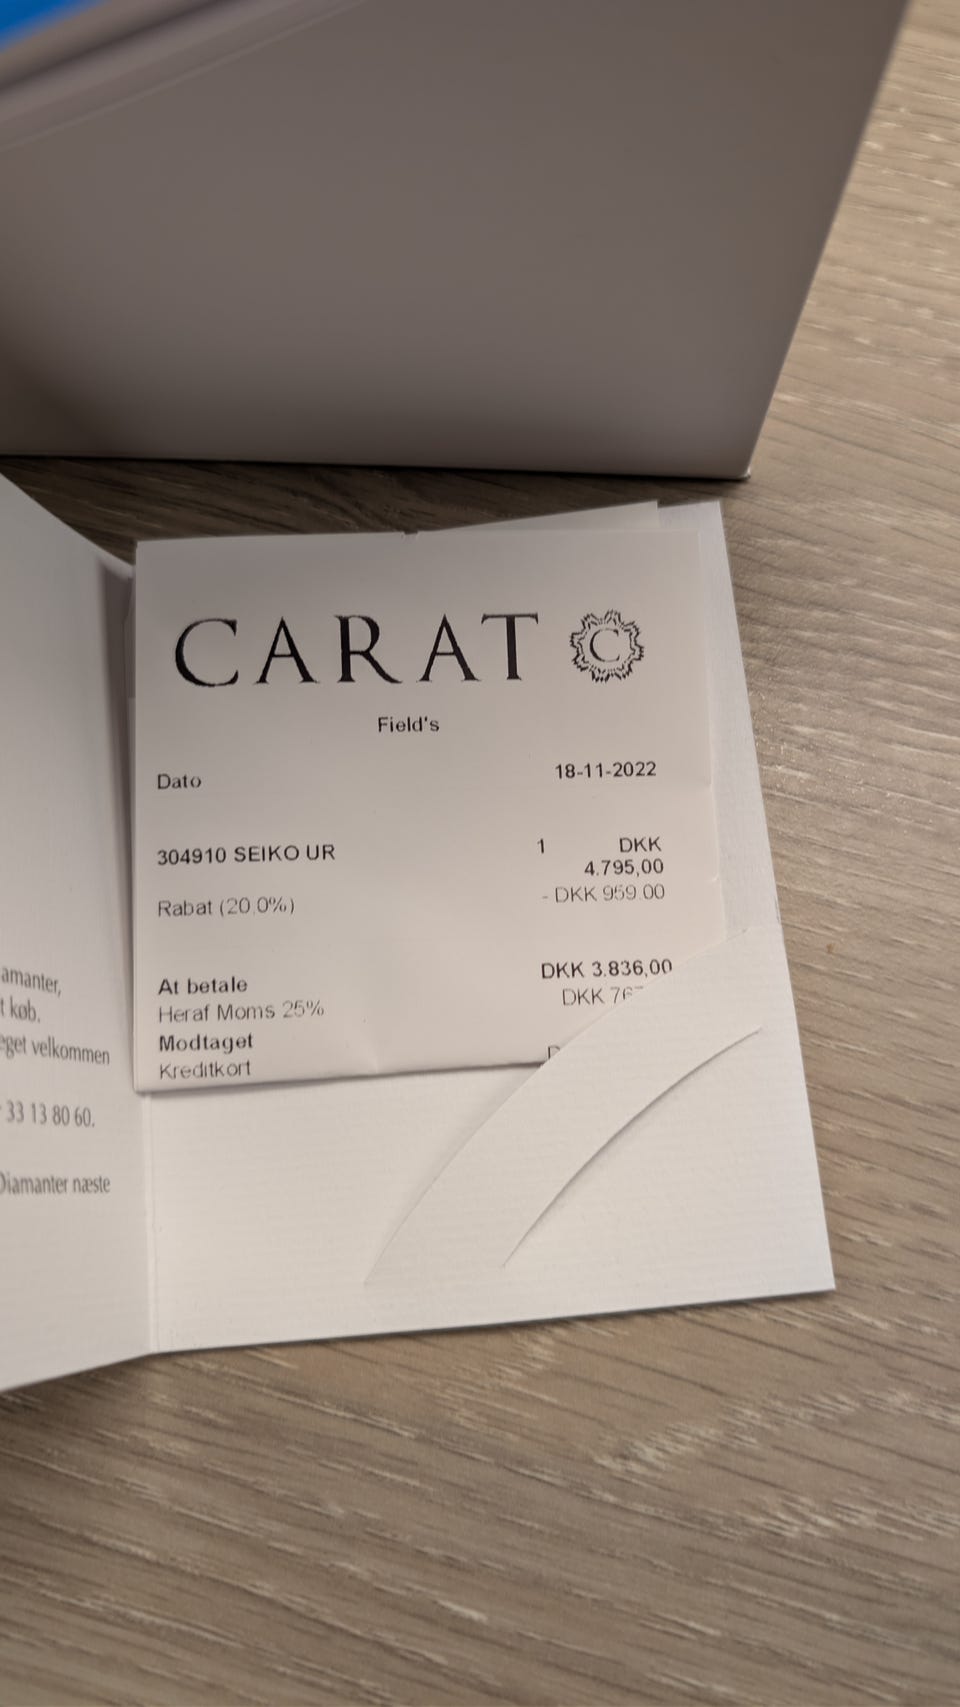 CARAT C
Field's
Dato 18-11-2022
304910 SEIKO UR 1 DKK
4.795,00
Rabat (20,0%) - DKK 959.00
At betale DKK 3.836,00
Heraf Moms 25% DKK
Modtaget
Kreditkort
t køb.
velkommen
33 13 80 60.
Diamanter næste